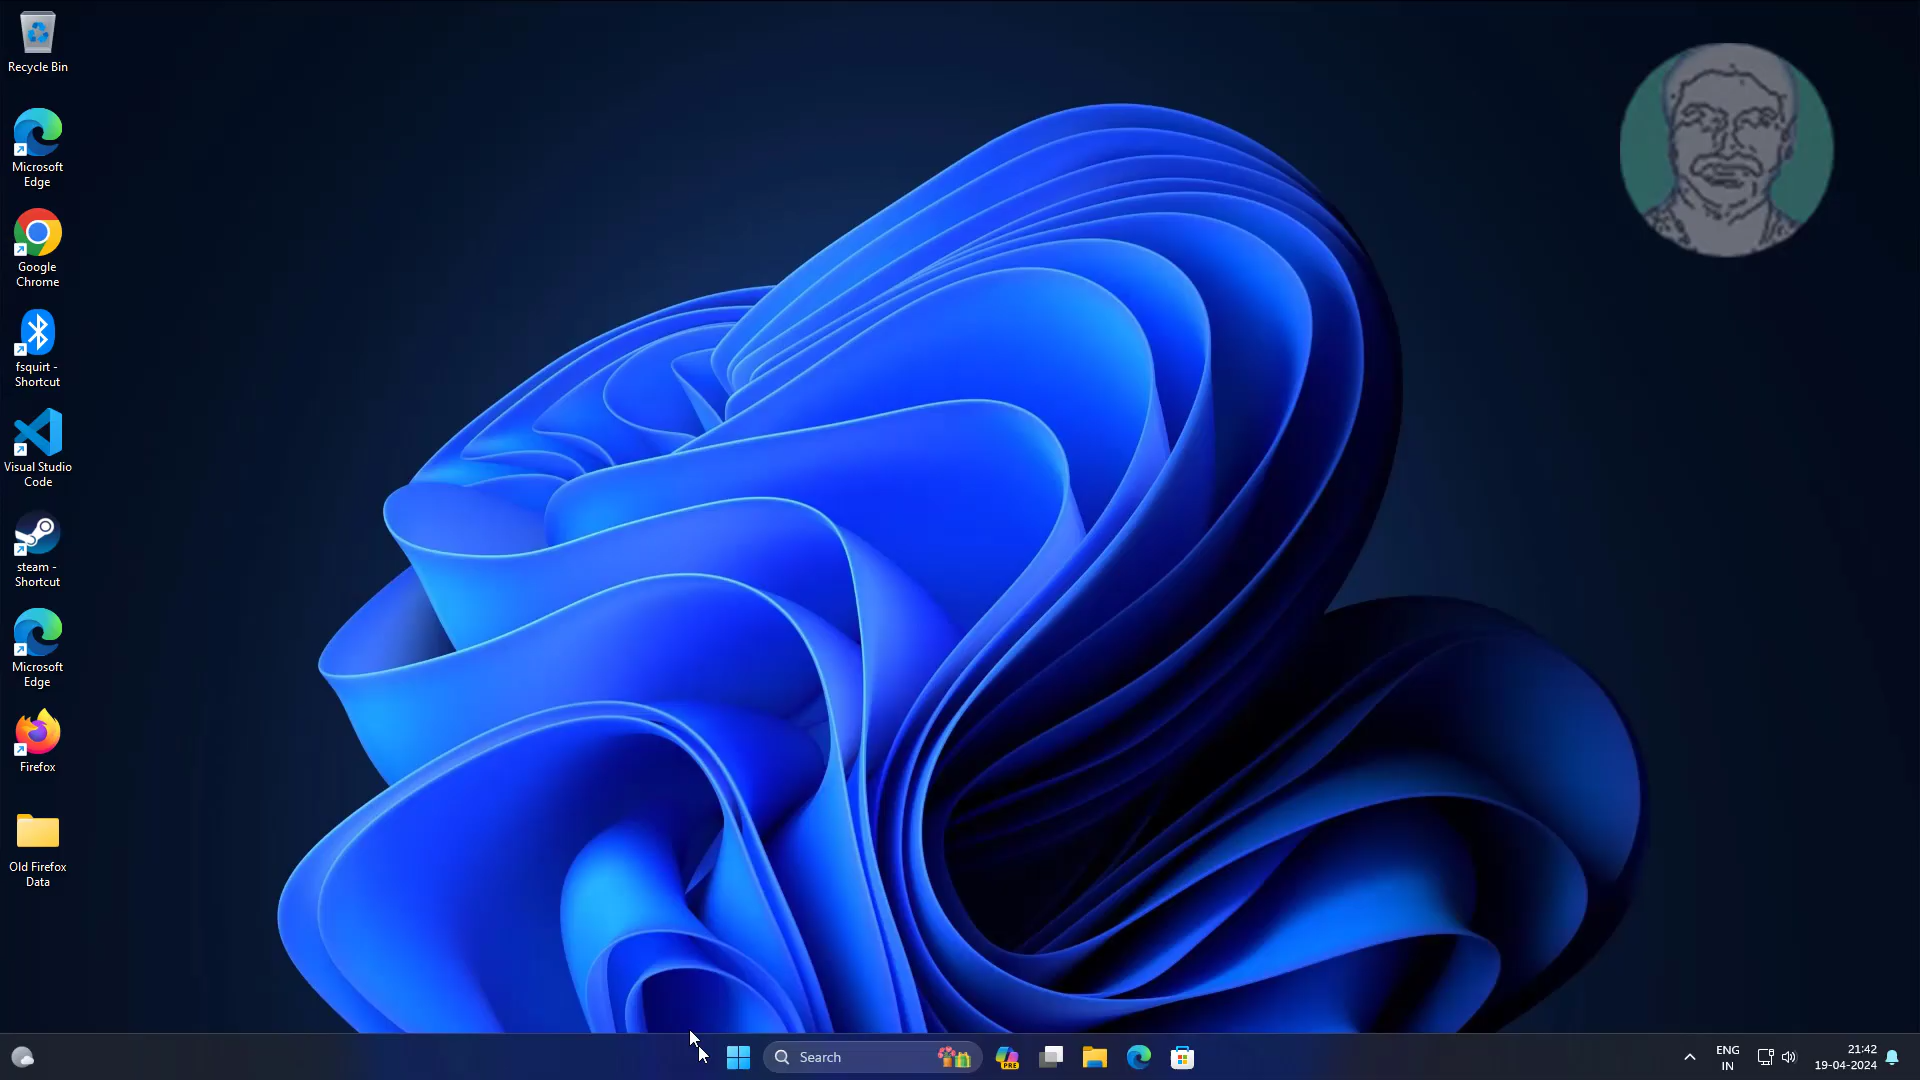 Recycle Bin
Microsoft
Edge
Google
Chrome
fsquirt -
Shortcut
Visual Studio
Code
steam -
Shortcut
Microsoft
Edge
Firefox
Old Firefox
Data
Search
PRE
ENG
IN
21:42
19-04-2024